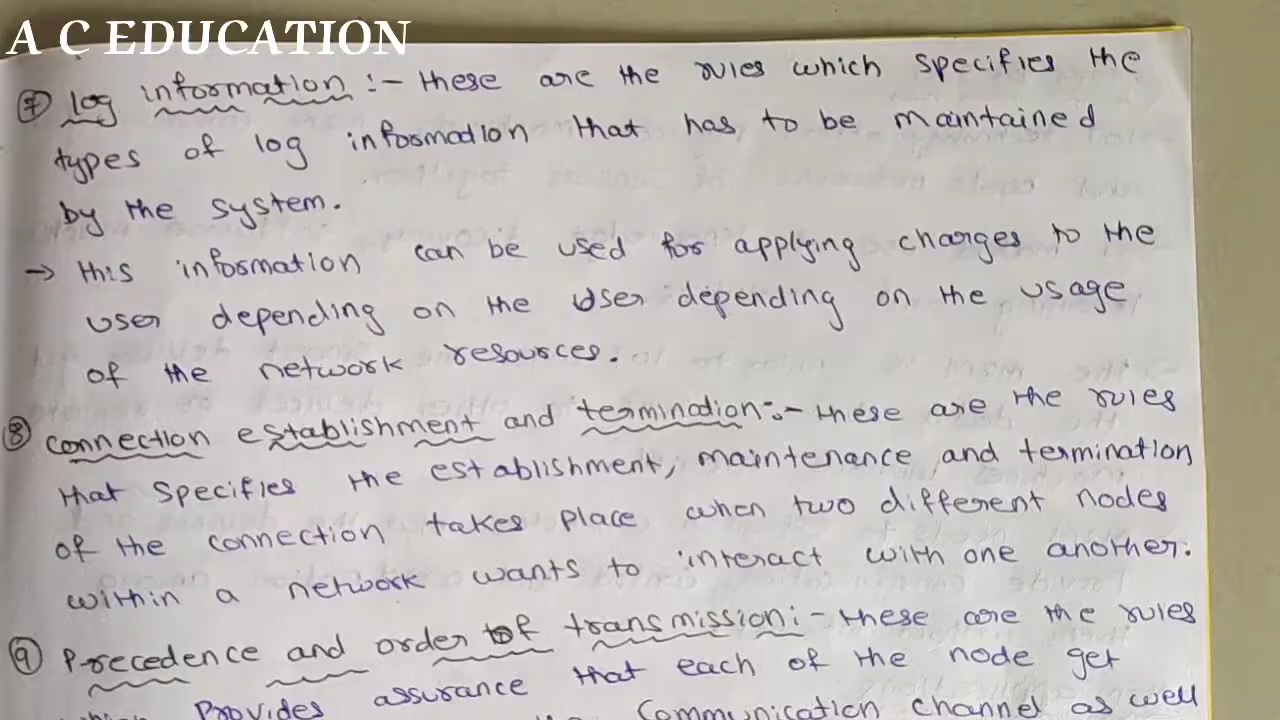 A C EDUCATION
⑦ log information :- these are the rules which specifies the
types of log information that has to be maintained
by the system.
→ this information can be used for applying charges to the
user depending on the user depending on the usage
of the network resources.
⑧ connection establishment and termination:- these are the rules
that specifies the establishment, maintenance and termination
of the connection takes place when two different nodes
within a network wants to interact with one another.
⑨ Precedence and order of transmission:- these are the rules
Provides assurance that each of the node get
communication channel as well